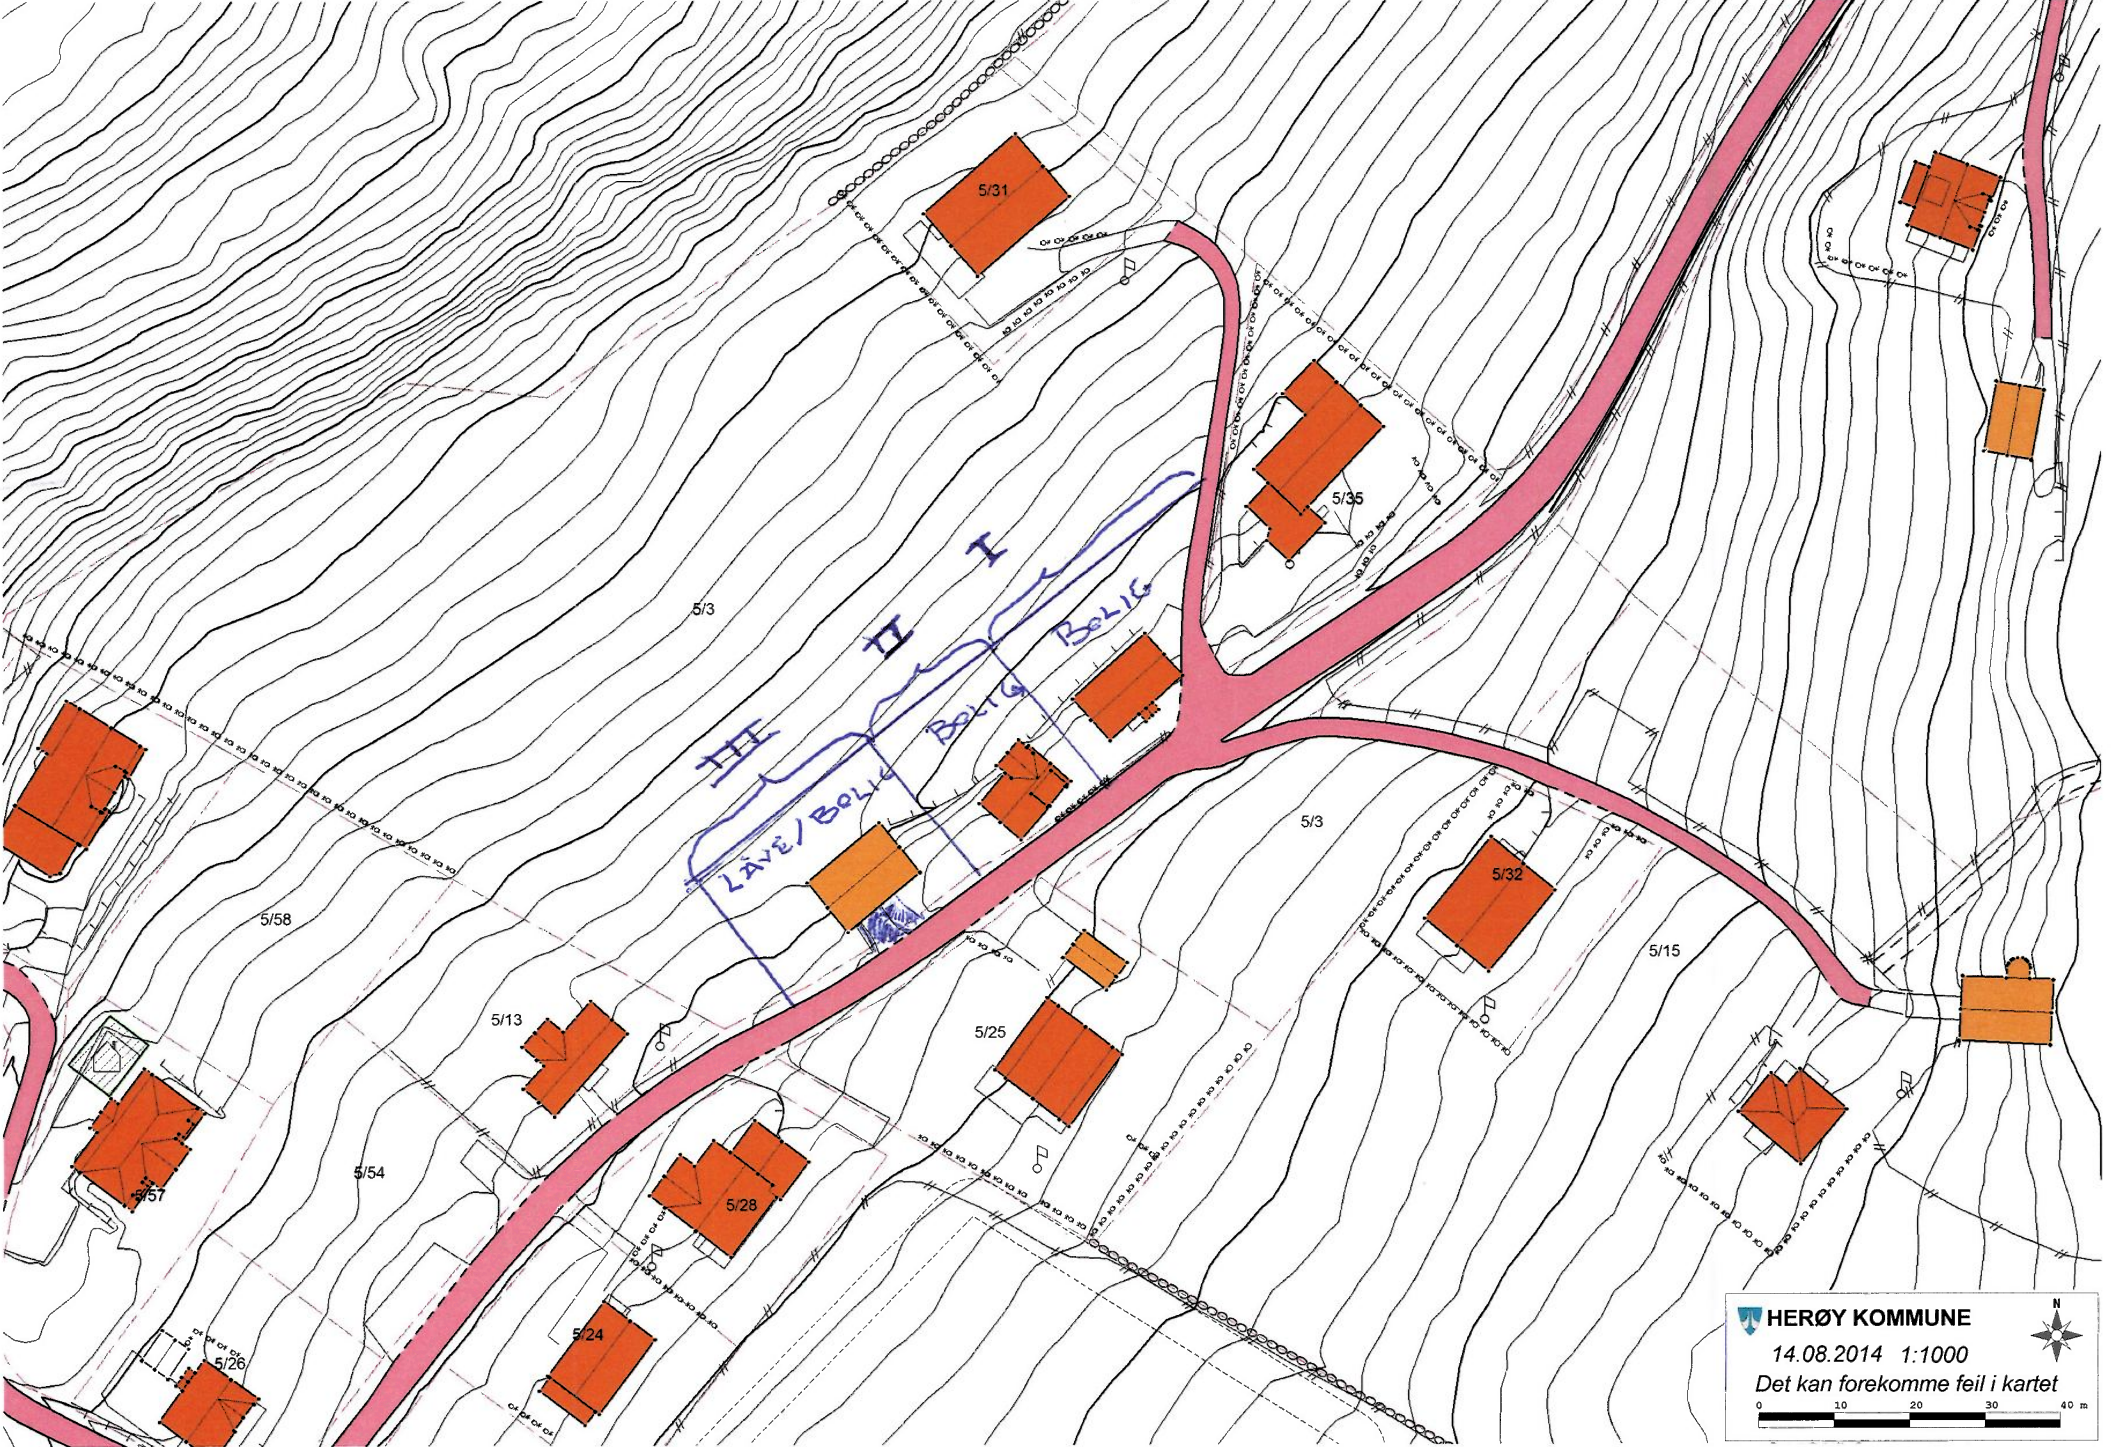 5/31
5/35
I
BOLIG
5/3
II
BOLIG
III
LÅVE/BOLIG
5/3
5/32
5/58
5/15
5/13
5/25
5/54
5/57
5/28
5/24
5/26
HERØY KOMMUNE
N
14.08.2014 1:1000
Det kan forekomme feil i kartet
0 10 20 30 40 m